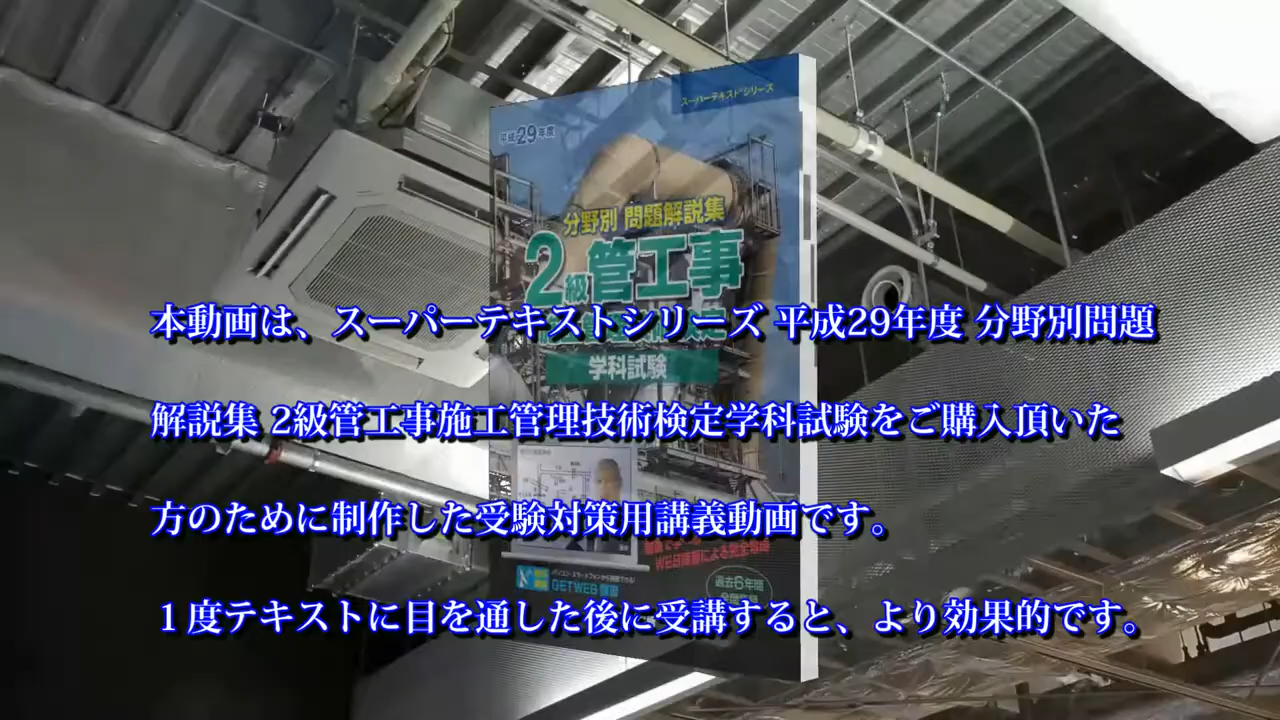 スーパーテキストシリーズ
平成29年度
分野別 問題解説集
2級管工事
学科試験
本動画は、スーパーテキストシリーズ 平成29年度 分野別問題
解説集 2級管工事施工管理技術検定学科試験をご購入頂いた
方のために制作した受験対策用講義動画です。
１度テキストに目を通した後に受講すると、より効果的です。
GET WEB
過去6年間